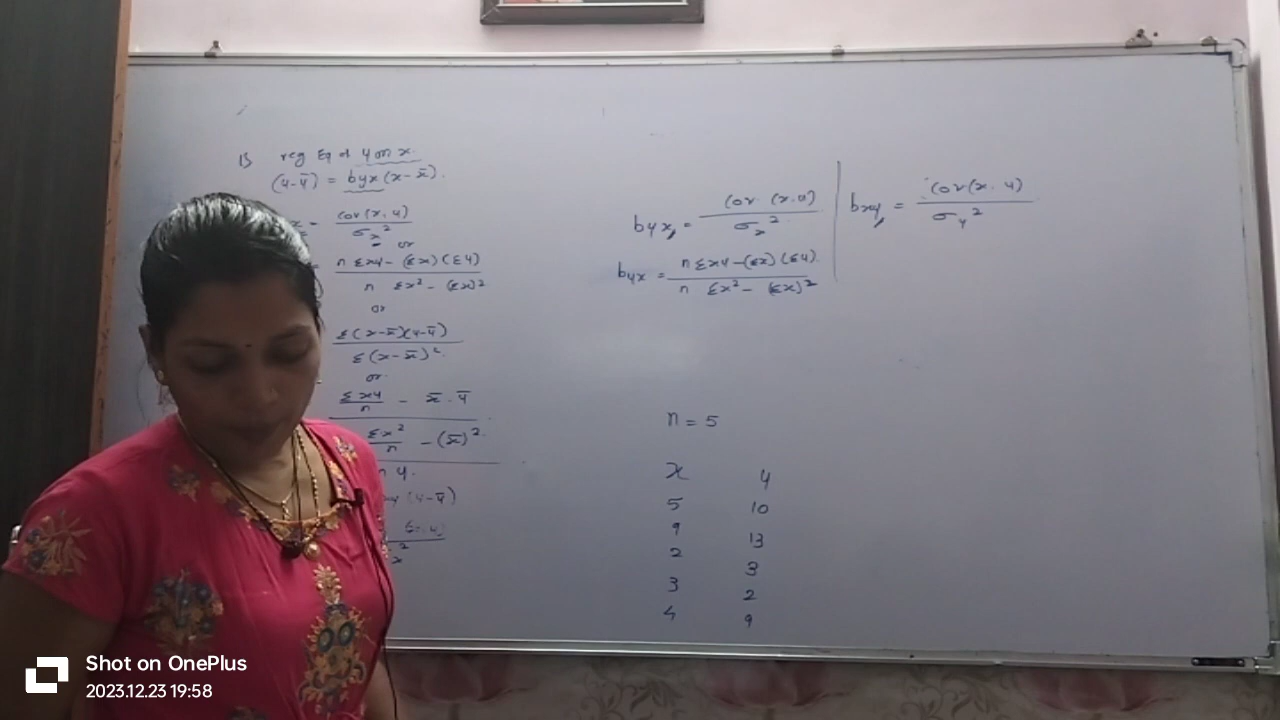 1) reg Eq of y on x.
(y-ȳ) = byx (x-x̄).
x = cov(x.y) / σx²
or
= n Σxy - (Σx)(Σy) / n Σx² - (Σx)²
or
Σ(x-x̄)(y-ȳ) / Σ(x-x̄)²
or
Σxy/n - x̄.ȳ
Σx²/n - (x̄)²
n y.
(y-ȳ)
x²
byx, = cov (x.y) / σx²
byx = n Σxy - (Σx)(Σy) / n Σx² - (Σx)²
bxy, = cov(x.y) / σy²
n = 5
x y
5 10
9 13
2 3
3 2
4 9
Shot on OnePlus
2023.12.23 19:58